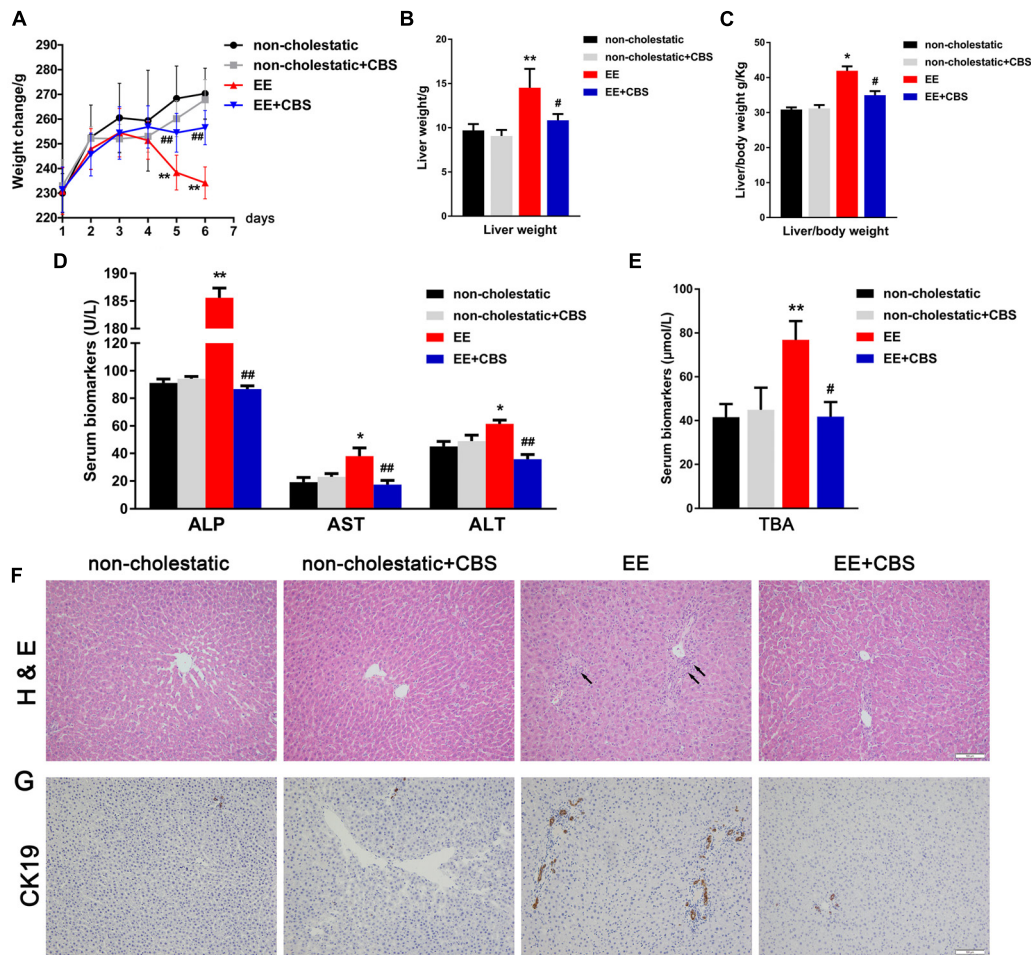 A
Weight change/g
290
280
270
260
250
240
230
220
1 2 3 4 5 6 7 days
non-cholestatic
non-cholestatic+CBS
EE
EE+CBS
##
##
**
**
B
Liver weight/g
20
15
10
5
0
**
#
Liver weight
non-cholestatic
non-cholestatic+CBS
EE
EE+CBS
C
Liver/body weight g/Kg
50
40
30
20
10
0
*
#
Liver/body weight
non-cholestatic
non-cholestatic+CBS
EE
EE+CBS
D
Serum biomarkers (U/L)
190
185
180
120
100
80
60
40
20
0
**
##
*
##
*
##
ALP AST ALT
non-cholestatic
non-cholestatic+CBS
EE
EE+CBS
E
Serum biomarkers (μmol/L)
100
80
60
40
20
0
**
#
TBA
non-cholestatic
non-cholestatic+CBS
EE
EE+CBS
F
non-cholestatic non-cholestatic+CBS EE EE+CBS
H & E
G
CK19